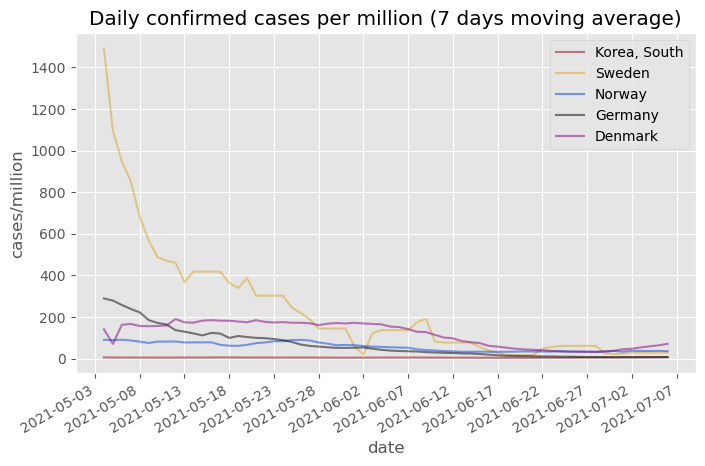 Daily confirmed cases per million (7 days moving average)
Korea, South
Sweden
Norway
Germany
Denmark
cases/million
1400
1200
1000
800
600
400
200
0
2021-05-03
2021-05-08
2021-05-13
2021-05-18
2021-05-23
2021-05-28
2021-06-02
2021-06-07
2021-06-12
2021-06-17
2021-06-22
2021-06-27
2021-07-02
2021-07-07
date